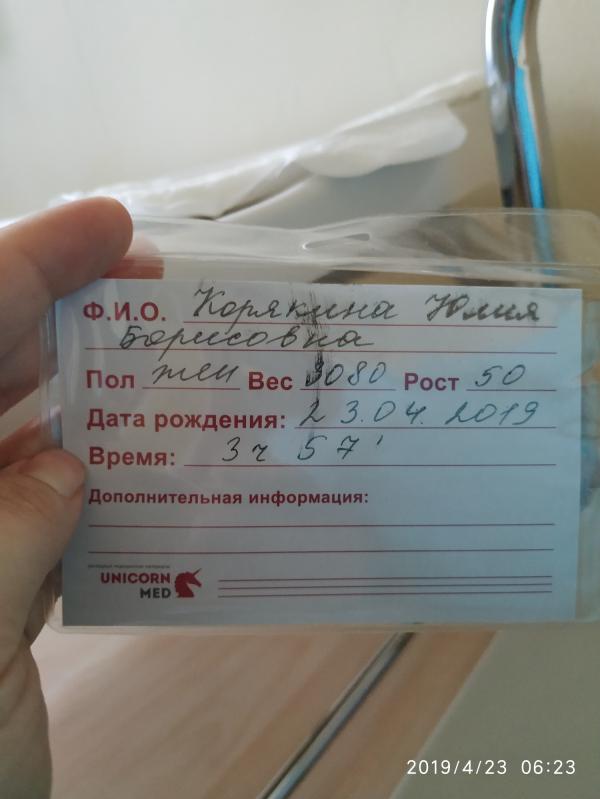 Ф.И.О. Корякина Юлия
Борисовна
Пол жен Вес 3080 Рост 50
Дата рождения: 23.04.2019
Время: 3 ч 57'
Дополнительная информация:
UNICORN
MED
2019/4/23 06:23